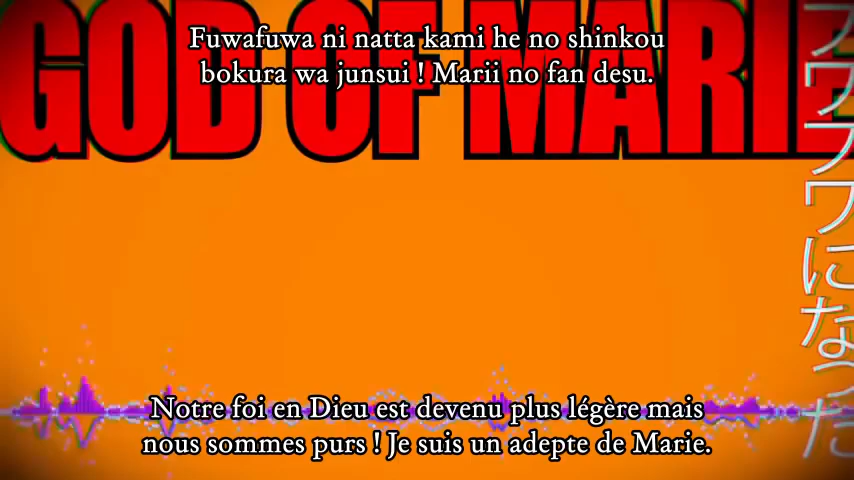 GOD OF MARIE
Fuwafuwa ni natta kami he no shinkou
bokura wa junsui ! Marii no fan desu.
フワフワになった
Notre foi en Dieu est devenu plus légère mais
nous sommes purs ! Je suis un adepte de Marie.